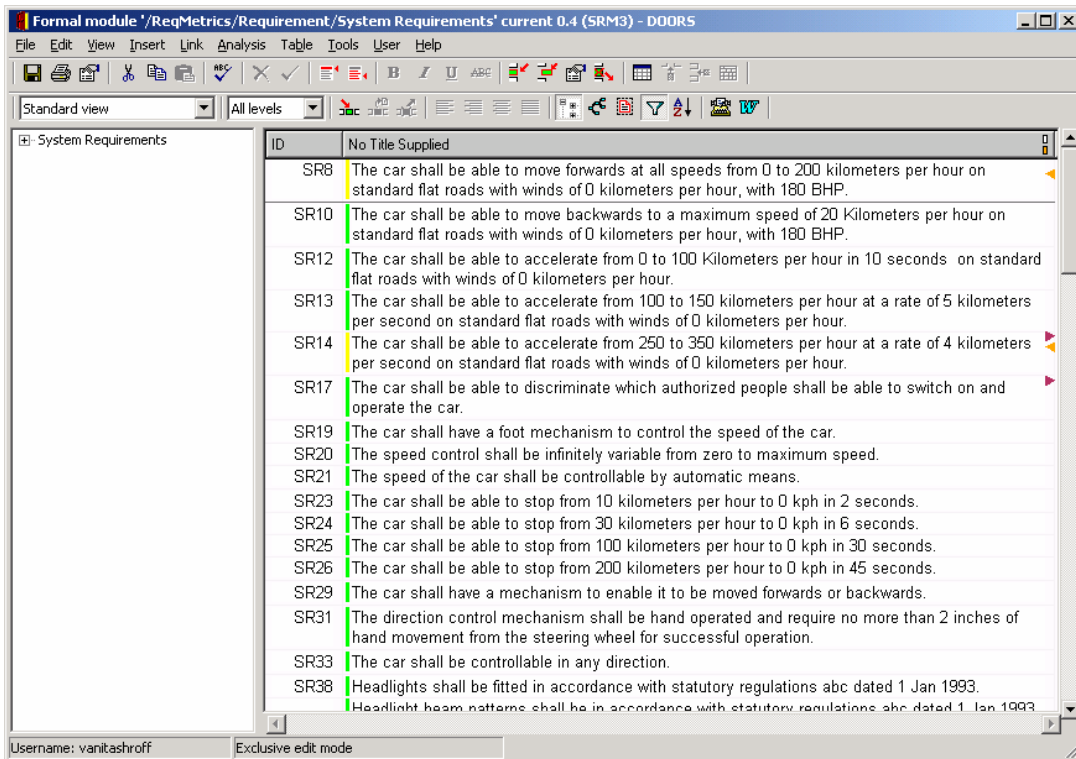 Formal module '/ReqMetrics/Requirement/System Requirements' current 0.4 (SRM3) - DOORS
File Edit View Insert Link Analysis Table Tools User Help
B I U ABC
Standard view All levels
System Requirements
ID No Title Supplied
SR8 The car shall be able to move forwards at all speeds from 0 to 200 kilometers per hour on
standard flat roads with winds of 0 kilometers per hour, with 180 BHP.
SR10 The car shall be able to move backwards to a maximum speed of 20 Kilometers per hour on
standard flat roads with winds of 0 kilometers per hour, with 180 BHP.
SR12 The car shall be able to accelerate from 0 to 100 Kilometers per hour in 10 seconds on standard
flat roads with winds of 0 kilometers per hour.
SR13 The car shall be able to accelerate from 100 to 150 kilometers per hour at a rate of 5 kilometers
per second on standard flat roads with winds of 0 kilometers per hour.
SR14 The car shall be able to accelerate from 250 to 350 kilometers per hour at a rate of 4 kilometers
per second on standard flat roads with winds of 0 kilometers per hour.
SR17 The car shall be able to discriminate which authorized people shall be able to switch on and
operate the car.
SR19 The car shall have a foot mechanism to control the speed of the car.
SR20 The speed control shall be infinitely variable from zero to maximum speed.
SR21 The speed of the car shall be controllable by automatic means.
SR23 The car shall be able to stop from 10 kilometers per hour to 0 kph in 2 seconds.
SR24 The car shall be able to stop from 30 kilometers per hour to 0 kph in 6 seconds.
SR25 The car shall be able to stop from 100 kilometers per hour to 0 kph in 30 seconds.
SR26 The car shall be able to stop from 200 kilometers per hour to 0 kph in 45 seconds.
SR29 The car shall have a mechanism to enable it to be moved forwards or backwards.
SR31 The direction control mechanism shall be hand operated and require no more than 2 inches of
hand movement from the steering wheel for successful operation.
SR33 The car shall be controllable in any direction.
SR38 Headlights shall be fitted in accordance with statutory regulations abc dated 1 Jan 1993.
Headlight beam patterns shall be in accordance with statutory regulations abc dated 1 Jan 1993
Username: vanitashroff Exclusive edit mode